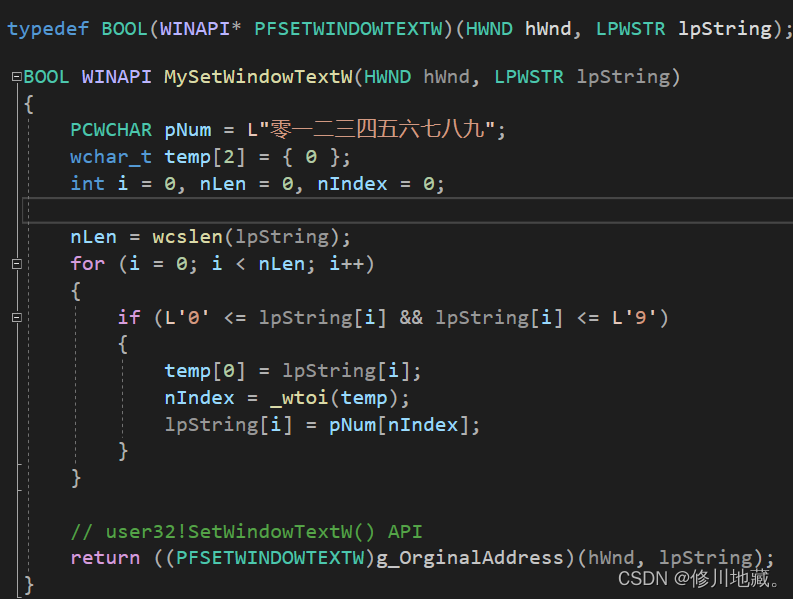 typedef BOOL(WINAPI* PFSETWINDOWTEXTW)(HWND hWnd, LPWSTR lpString);
BOOL WINAPI MySetWindowTextW(HWND hWnd, LPWSTR lpString)
{
PCWCHAR pNum = L"零一二三四五六七八九";
wchar_t temp[2] = { 0 };
int i = 0, nLen = 0, nIndex = 0;
nLen = wcslen(lpString);
for (i = 0; i < nLen; i++)
{
if (L'0' <= lpString[i] && lpString[i] <= L'9')
{
temp[0] = lpString[i];
nIndex = _wtoi(temp);
lpString[i] = pNum[nIndex];
}
}
// user32!SetWindowTextW() API
return ((PFSETWINDOWTEXTW)g_OrginalAddress)(hWnd, lpString);
}
CSDN @修川地藏。